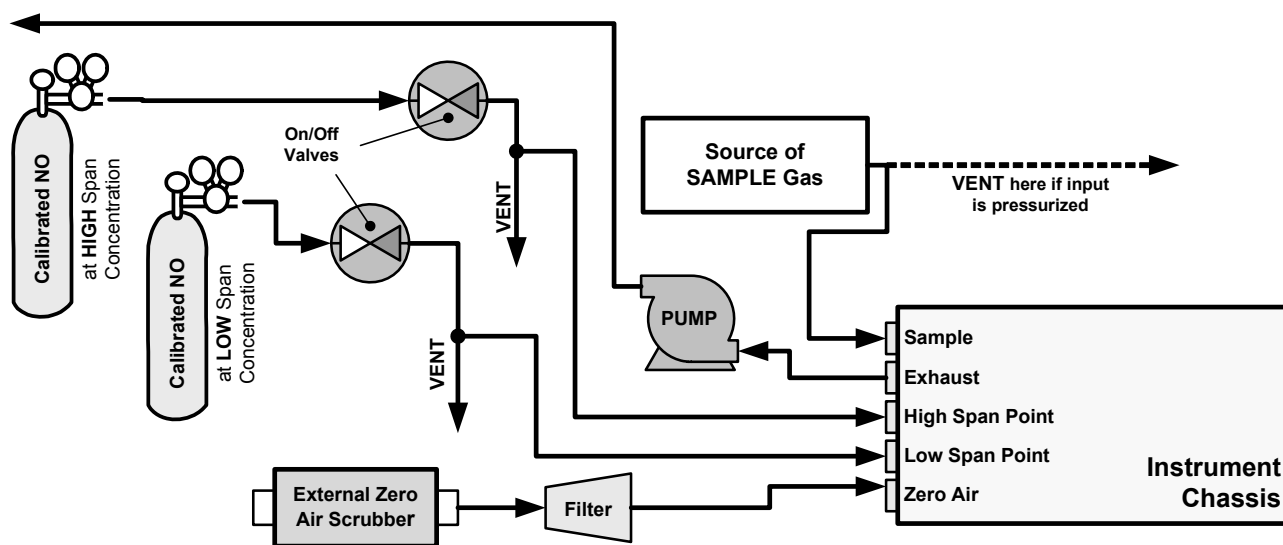 Calibrated NO
at HIGH Span
Concentration
Calibrated NO
at LOW Span
Concentration
On/Off
Valves
VENT
VENT
Source of
SAMPLE Gas
VENT here if input
is pressurized
PUMP
Sample
Exhaust
High Span Point
Low Span Point
Zero Air
Instrument
Chassis
External Zero
Air Scrubber
Filter